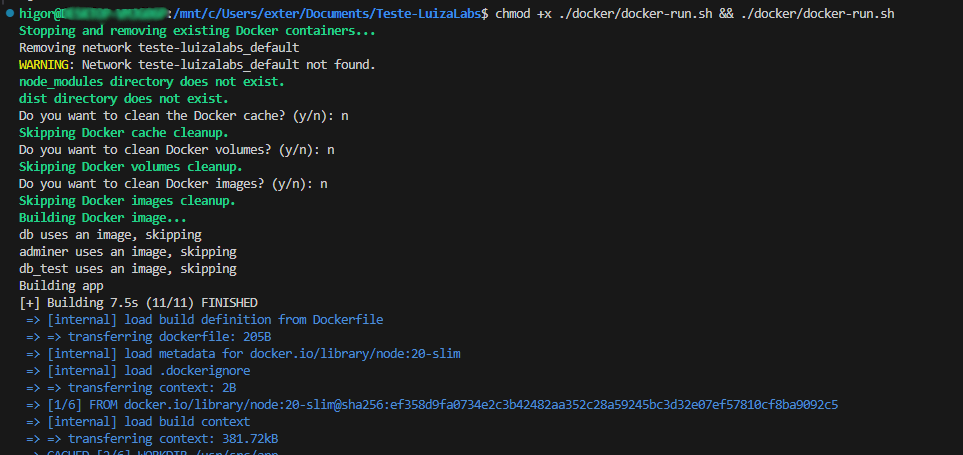 higor@:/mnt/c/Users/exter/Documents/Teste-LuizaLabs$ chmod +x ./docker/docker-run.sh && ./docker/docker-run.sh
Stopping and removing existing Docker containers...
Removing network teste-luizalabs_default
WARNING: Network teste-luizalabs_default not found.
node_modules directory does not exist.
dist directory does not exist.
Do you want to clean the Docker cache? (y/n): n
Skipping Docker cache cleanup.
Do you want to clean Docker volumes? (y/n): n
Skipping Docker volumes cleanup.
Do you want to clean Docker images? (y/n): n
Skipping Docker images cleanup.
Building Docker image...
db uses an image, skipping
adminer uses an image, skipping
db_test uses an image, skipping
Building app
[+] Building 7.5s (11/11) FINISHED
=> [internal] load build definition from Dockerfile
=> => transferring dockerfile: 205B
=> [internal] load metadata for docker.io/library/node:20-slim
=> [internal] load .dockerignore
=> => transferring context: 2B
=> [1/6] FROM docker.io/library/node:20-slim@sha256:ef358d9fa0734e2c3b42482aa352c28a59245bc3d32e07ef57810cf8ba9092c5
=> [internal] load build context
=> => transferring context: 381.72kB
=> CACHED [2/6] WORKDIR /usr/src/app